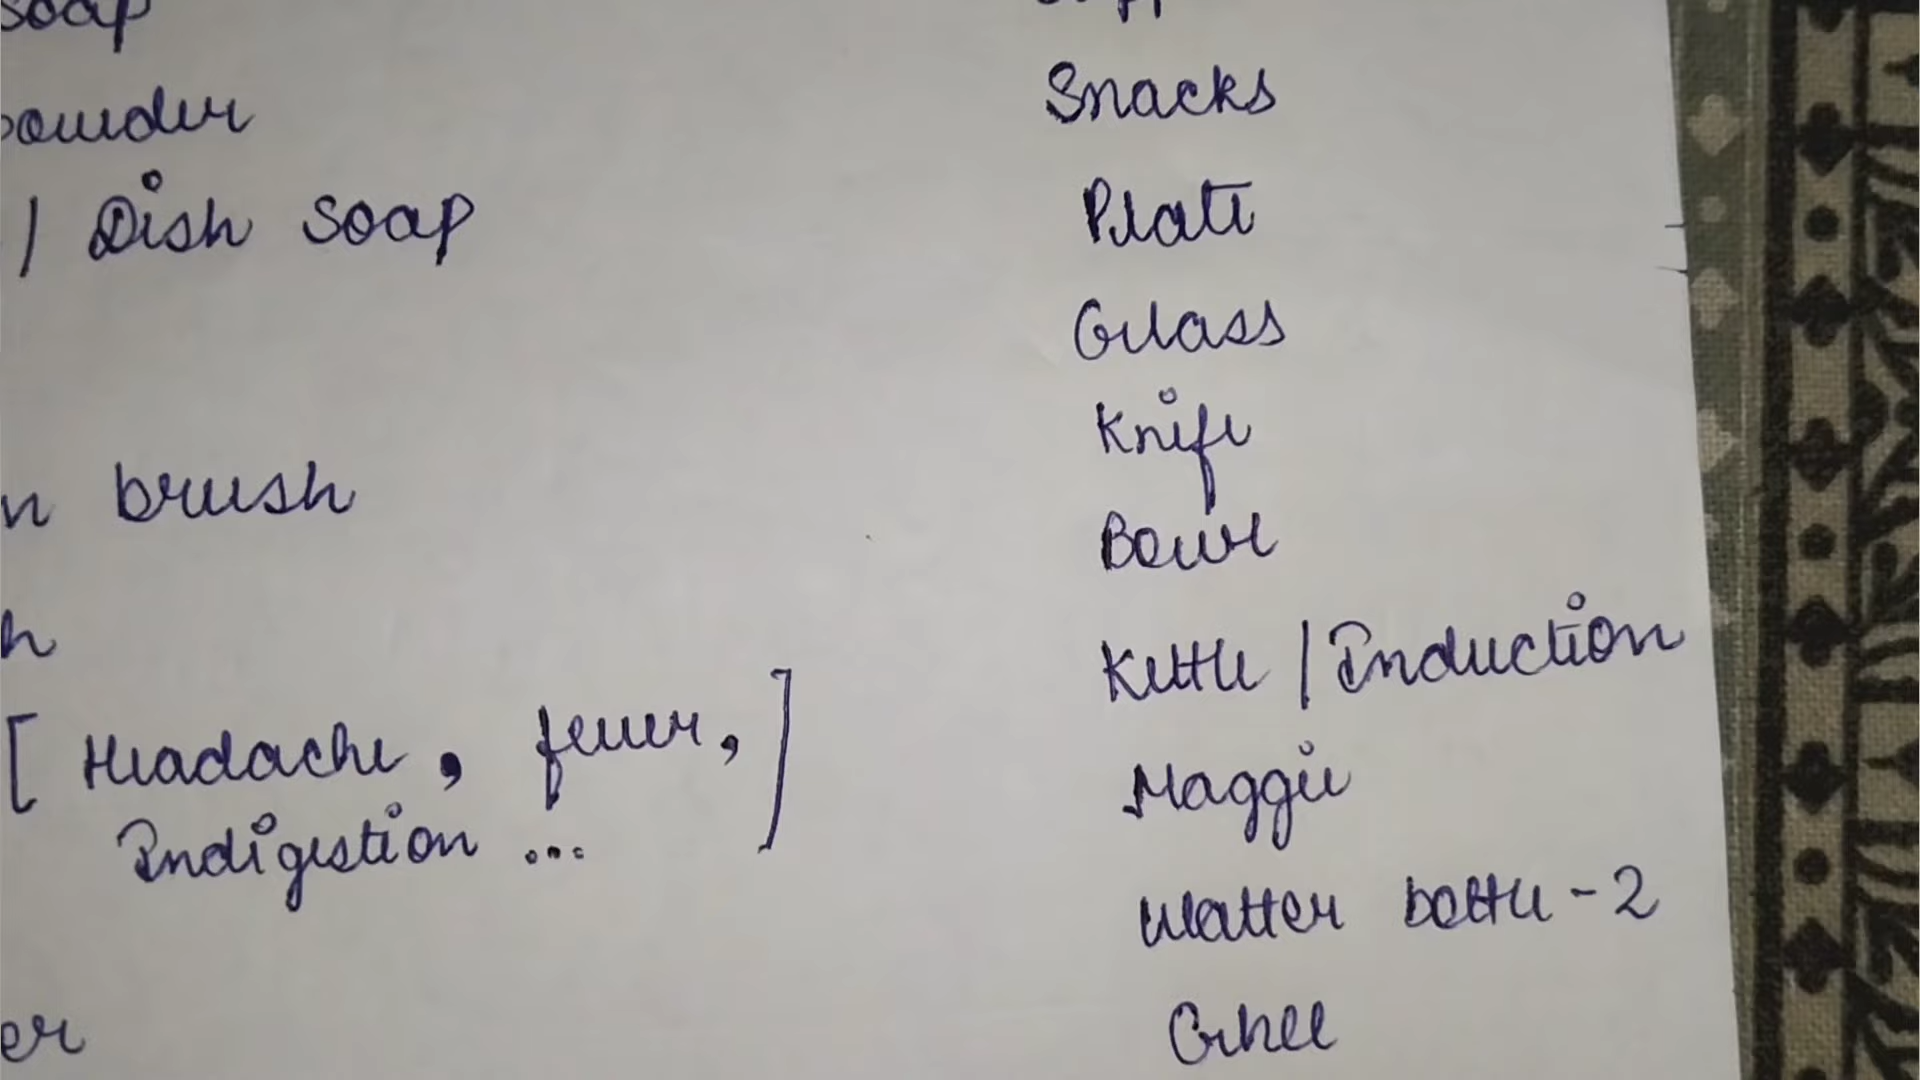 soap
powder
/ Dish soap
brush
[ Headache, fever, ]
Indigestion ...
Snacks
Plate
Glass
Knife
Bowl
Kettle / Induction
Maggie
Watter bottle - 2
Ghee